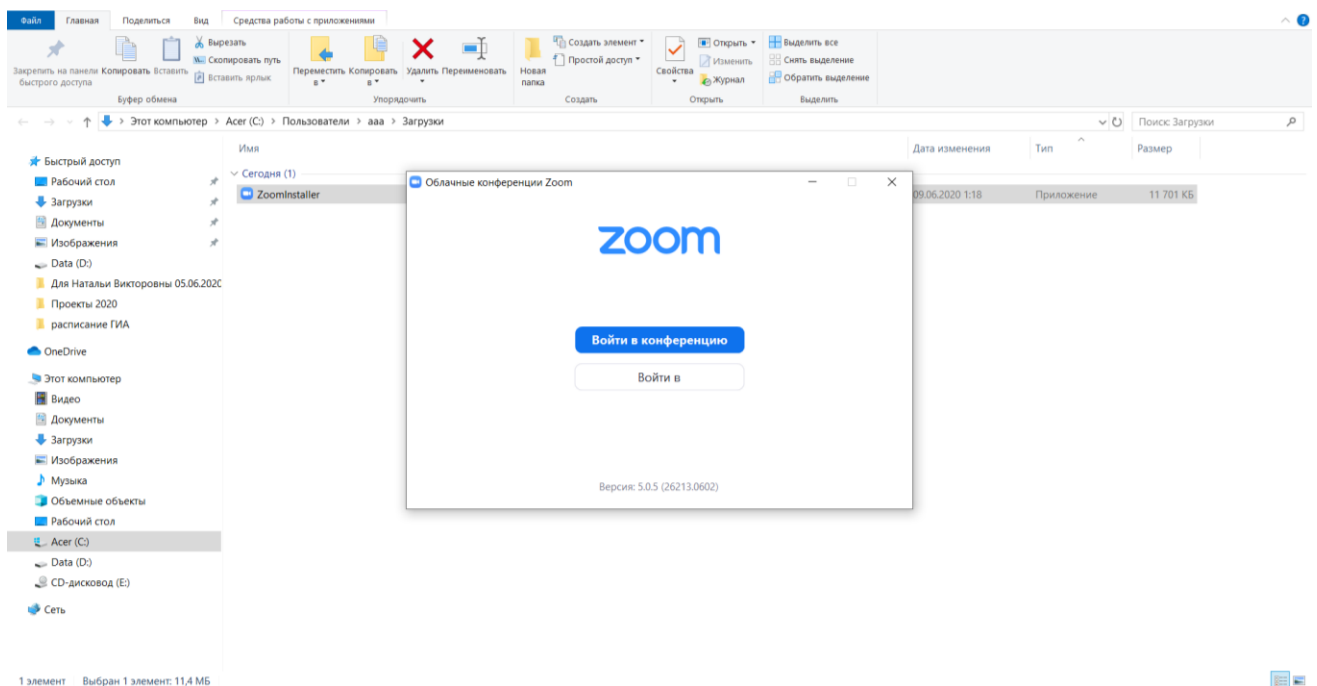 Файл Главная Поделиться Вид Средства работы с приложениями
Закрепить на панели быстрого доступа
Копировать
Вставить
Вырезать
Скопировать путь
Вставить ярлык
Буфер обмена
Переместить в
Копировать в
Удалить
Переименовать
Упорядочить
Новая папка
Создать элемент
Простой доступ
Создать
Свойства
Открыть
Изменить
Журнал
Открыть
Выделить все
Снять выделение
Обратить выделение
Выделить
Этот компьютер > Acer (C:) > Пользователи > aaa > Загрузки
Поиск: Загрузки
Имя Дата изменения Тип Размер
Сегодня (1)
ZoomInstaller 09.06.2020 1:18 Приложение 11 701 КБ
Быстрый доступ
Рабочий стол
Загрузки
Документы
Изображения
Data (D:)
Для Натальи Викторовны 05.06.2020
Проекты 2020
расписание ГИА
OneDrive
Этот компьютер
Видео
Документы
Загрузки
Изображения
Музыка
Объемные объекты
Рабочий стол
Acer (C:)
Data (D:)
CD-дисковод (E:)
Сеть
Облачные конференции Zoom
zoom
Войти в конференцию
Войти в
Версия: 5.0.5 (26213.0602)
1 элемент Выбран 1 элемент: 11,4 МБ